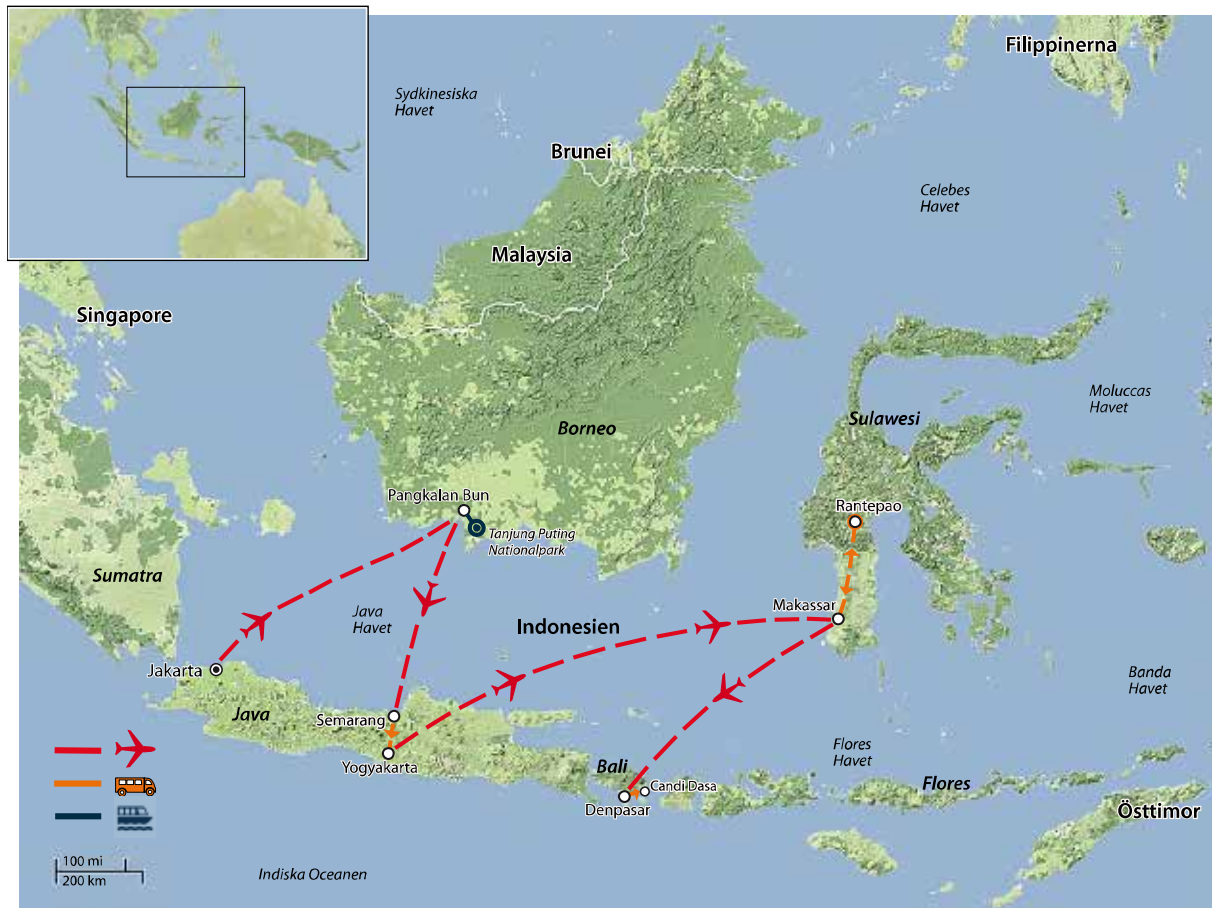 Filippinerna
Sydkinesiska
Havet
Brunei
Celebes
Havet
Malaysia
Singapore
Moluccas
Havet
Sulawesi
Borneo
Pangkalan Bun
Rantepao
Tanjung Puting
Nationalpark
Sumatra
Java
Havet
Makassar
Indonesien
Jakarta
Banda
Havet
Java
Semarang
Flores
Havet
Yogyakarta
Bali
Candi Dasa
Flores
Denpasar
Östtimor
100 mi
200 km
Indiska Oceanen